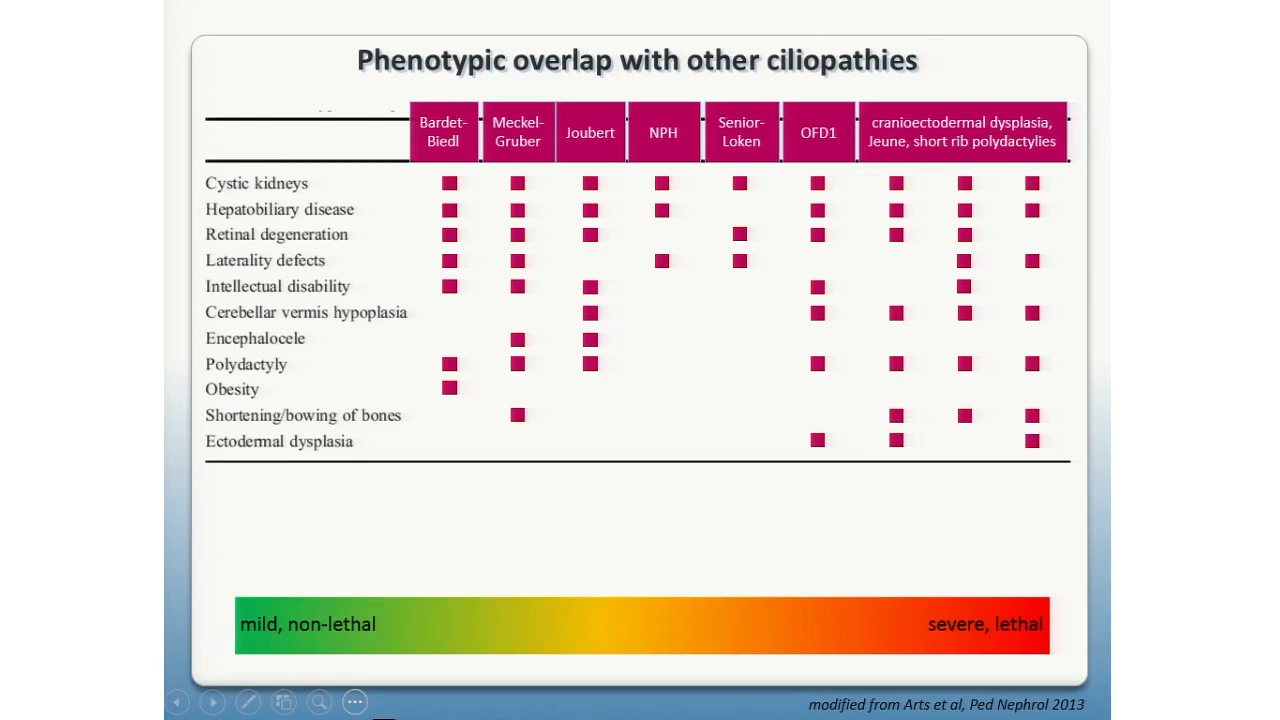 Phenotypic overlap with other ciliopathies
Bardet-
Biedl
Meckel-
Gruber
Joubert
NPH
Senior-
Loken
OFD1
cranioectodermal dysplasia,
Jeune, short rib polydactylies
Cystic kidneys
Hepatobiliary disease
Retinal degeneration
Laterality defects
Intellectual disability
Cerebellar vermis hypoplasia
Encephalocele
Polydactyly
Obesity
Shortening/bowing of bones
Ectodermal dysplasia
mild, non-lethal
severe, lethal
modified from Arts et al, Ped Nephrol 2013